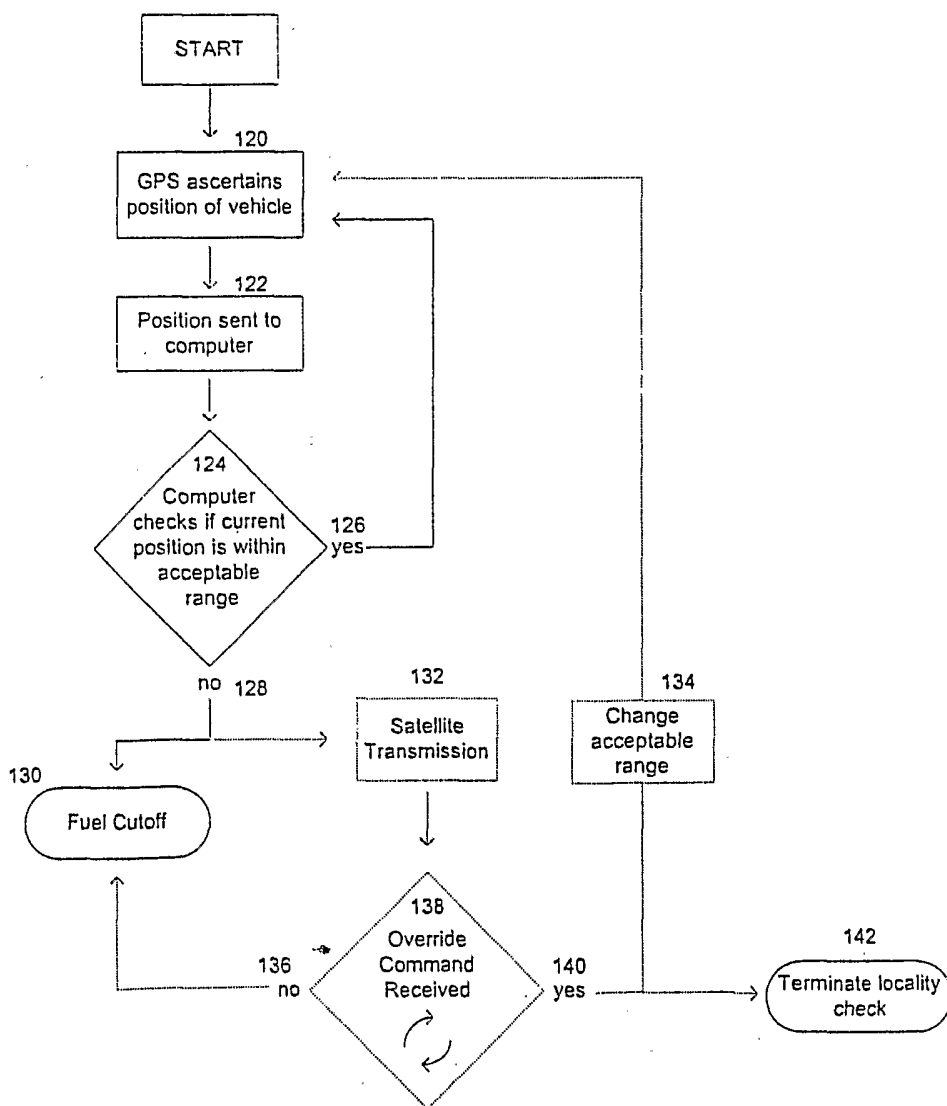 START
120
GPS ascertains
position of vehicle
122
Position sent to
computer
124
Computer
checks if current
position is within
acceptable
range
126
yes
no
128
132
Satellite
Transmission
134
Change
acceptable
range
130
Fuel Cutoff
138
Override
Command
Received
136
no
140
yes
142
Terminate locality
check